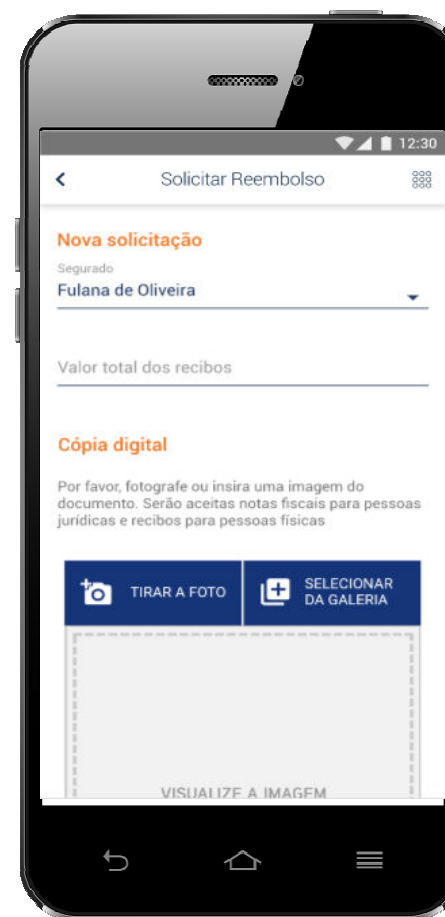 12:30
Solicitar Reembolso
Nova solicitação
Segurado
Fulana de Oliveira
Valor total dos recibos
Cópia digital
Por favor, fotografe ou insira uma imagem do
documento. Serão aceitas notas fiscais para pessoas
jurídicas e recibos para pessoas físicas
TIRAR A FOTO
SELECIONAR
DA GALERIA
VISUALIZE A IMAGEM